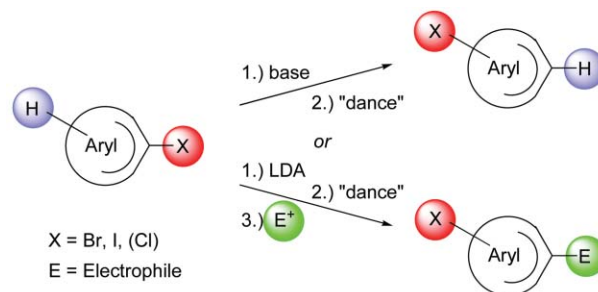 X
Aryl
H
1.) base
2.) "dance"
H
Aryl
X
or
1.) LDA
2.) "dance"
3.) E+
X
Aryl
E
X = Br, I, (Cl)
E = Electrophile